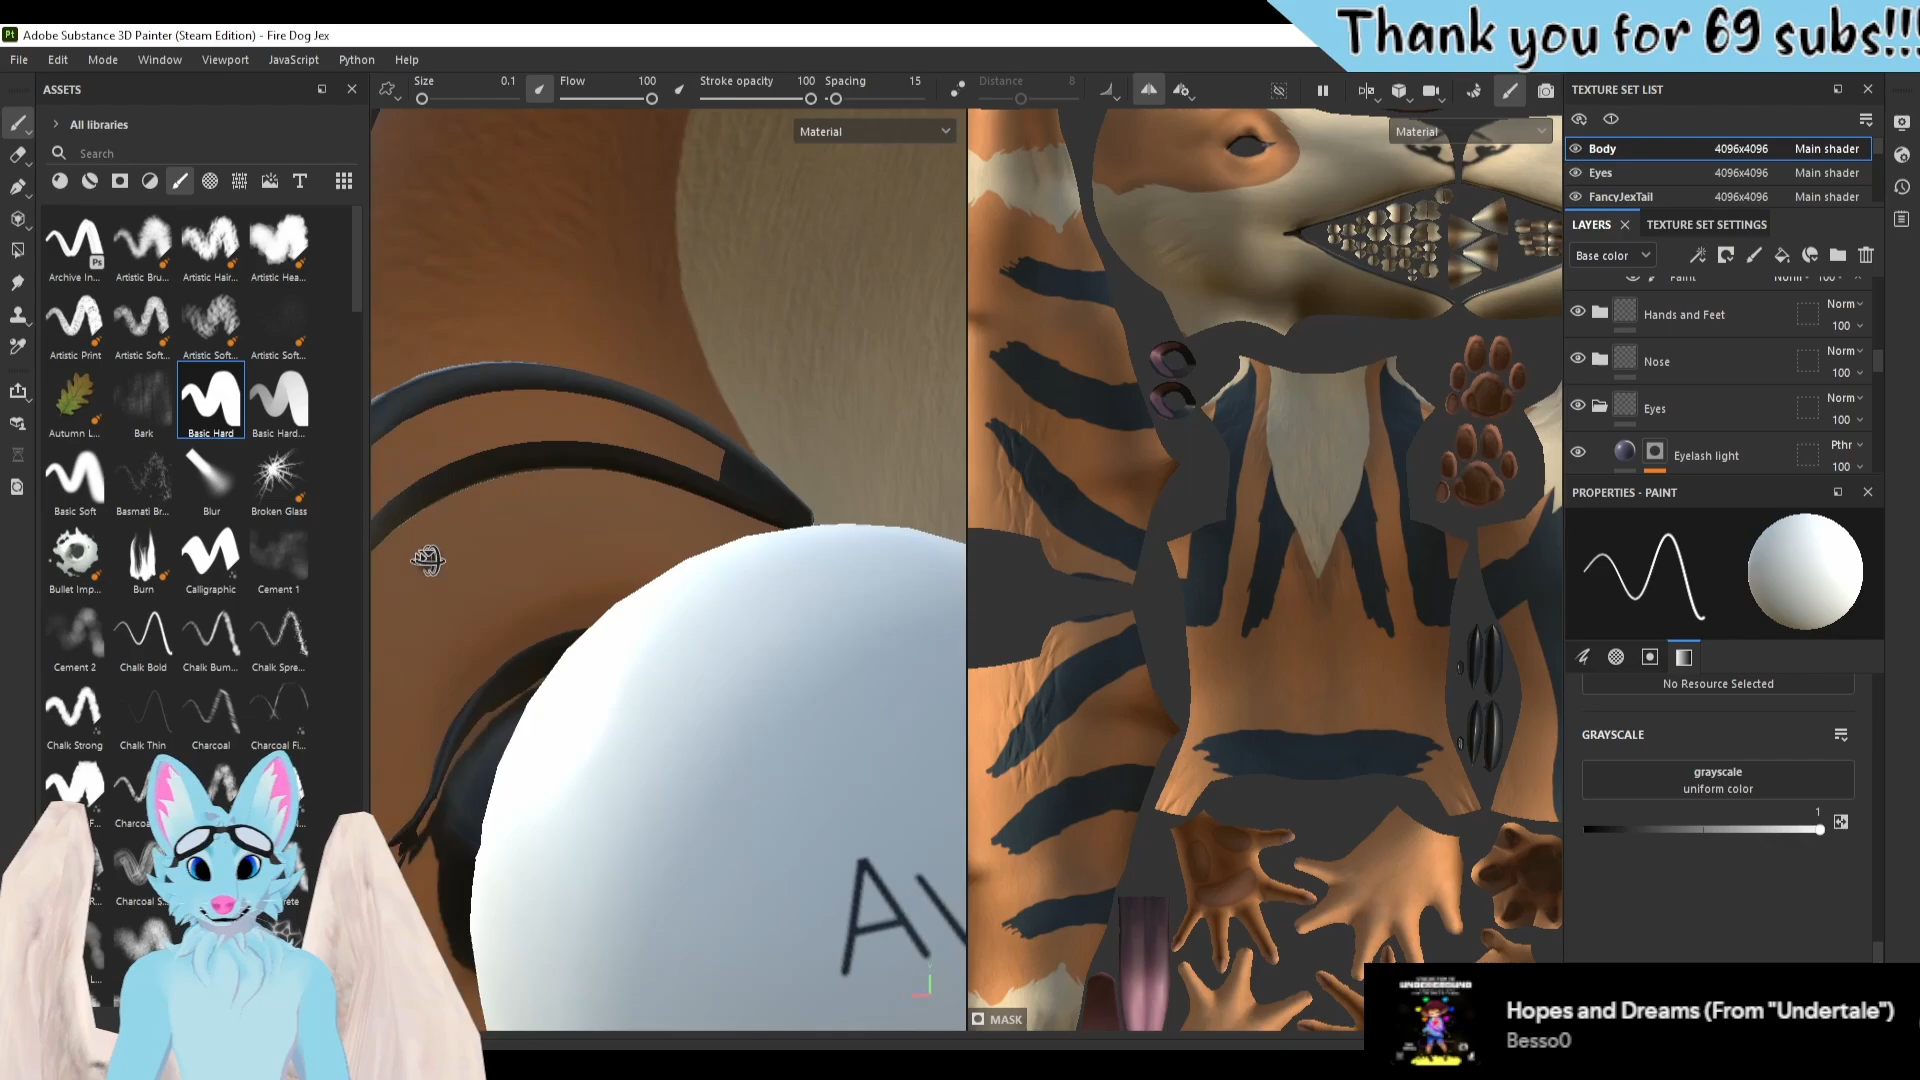 Thank you for 69 subs!!!
Adobe Substance 3D Painter (Steam Edition) - Fire Dog Jex
File Edit Mode Window Viewport JavaScript Python Help
ASSETS
Size 0.1 Flow 100 Stroke opacity 100 Spacing 15 Distance 8
All libraries
Search
Material
Material
Archive In... Artistic Bru... Artistic Hair... Artistic Hea...
Artistic Print Artistic Soft... Artistic Soft... Artistic Soft...
Autumn L... Bark Basic Hard Basic Hard...
Basic Soft Basmati Br... Blur Broken Glass
Bullet Imp... Burn Calligraphic Cement 1
Cement 2 Chalk Bold Chalk Bum... Chalk Spre...
Chalk Strong Chalk Thin Charcoal Charcoal Fi...
MASK
TEXTURE SET LIST
Body 4096x4096 Main shader
Eyes 4096x4096 Main shader
FancyJexTail 4096x4096 Main shader
LAYERS TEXTURE SET SETTINGS
Base color
Paint Norm 100
Hands and Feet Norm 100
Nose Norm 100
Eyes Norm 100
Eyelash light Pthr 100
PROPERTIES - PAINT
No Resource Selected
GRAYSCALE
grayscale
uniform color
1
Hopes and Dreams (From "Undertale")
Besso0